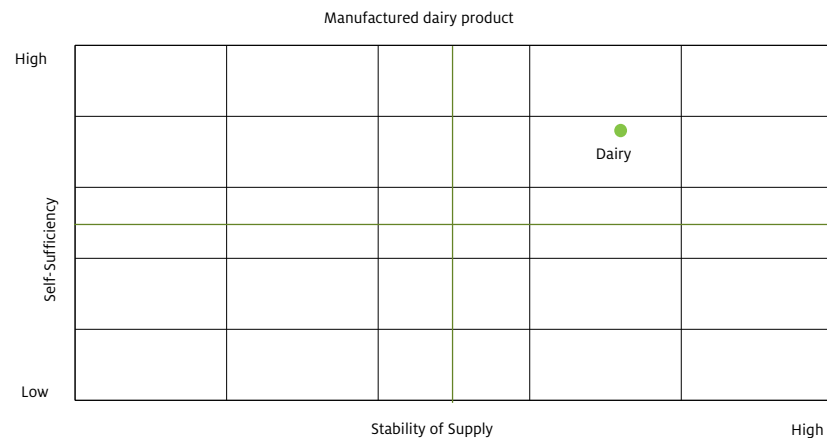 Manufactured dairy product
High
Dairy
Self-Sufficiency
Low
Stability of Supply
High